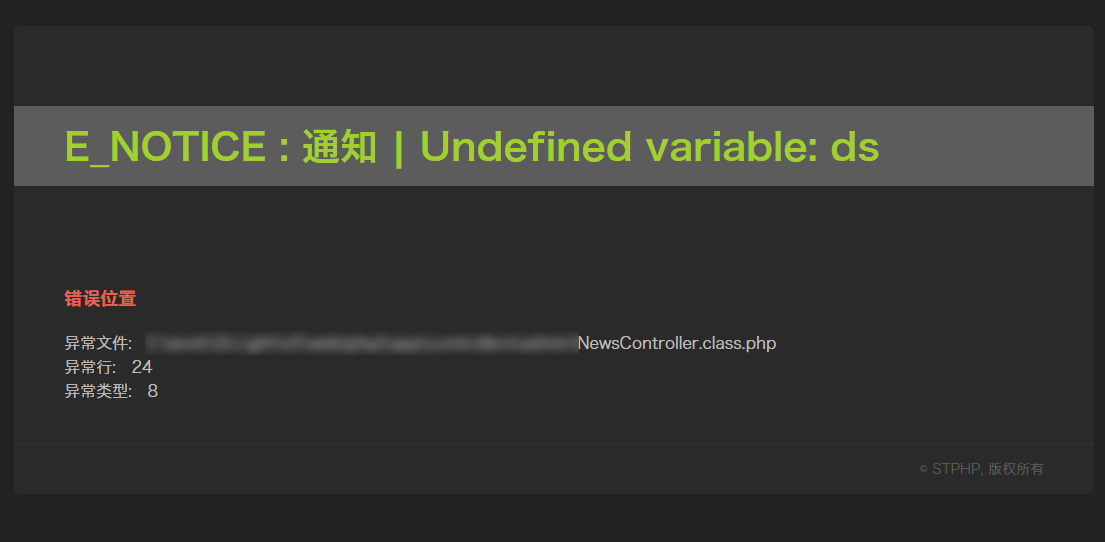 E_NOTICE : 通知 | Undefined variable: ds
错误位置
异常文件: NewsController.class.php
异常行: 24
异常类型: 8
© STPHP, 版权所有